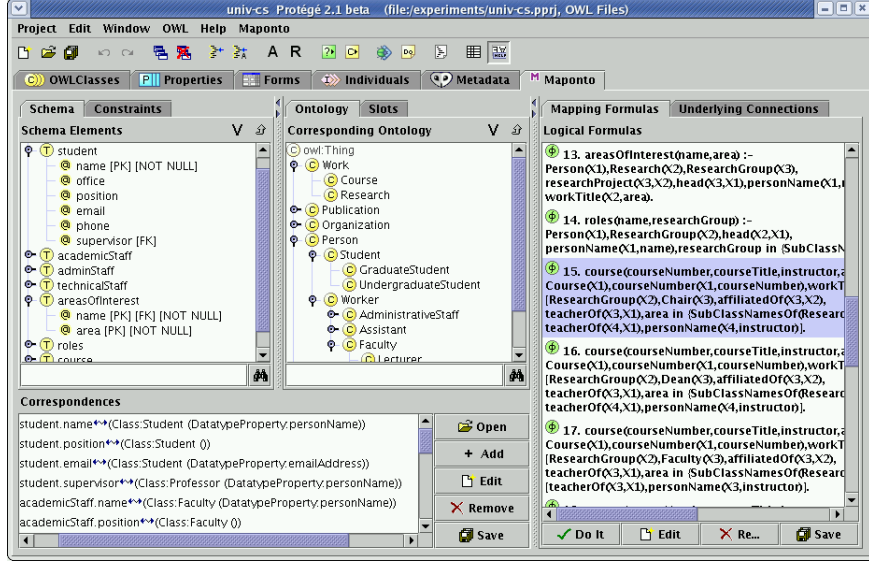 univ-cs Protégé 2.1 beta (file:/experiments/univ-cs.pprj, OWL Files)
Project Edit Window OWL Help Maponto
OWLClasses Properties Forms Individuals Metadata Maponto
Schema Constraints
Schema Elements
student
name [PK] [NOT NULL]
office
position
email
phone
supervisor [FK]
academicStaff
adminStaff
technicalStaff
areasOfInterest
name [PK] [FK] [NOT NULL]
area [PK] [NOT NULL]
roles
course
Ontology Slots
Corresponding Ontology
owl:Thing
Work
Course
Research
Publication
Organization
Person
Student
GraduateStudent
UndergraduateStudent
Worker
AdministrativeStaff
Assistant
Faculty
Lecturer
Correspondences
student.name↔(Class:Student (DatatypeProperty:personName))
student.position↔(Class:Student ())
student.email↔(Class:Student (DatatypeProperty:emailAddress))
student.supervisor↔(Class:Professor (DatatypeProperty:personName))
academicStaff.name↔(Class:Faculty (DatatypeProperty:personName))
academicStaff.position↔(Class:Faculty ())
Open
Add
Edit
Remove
Save
Mapping Formulas Underlying Connections
Logical Formulas
13. areasOfInterest(name,area) :-
Person(X1),Research(X2),ResearchGroup(X3),
researchProject(X3,X2),head(X3,X1),personName(X1,
workTitle(X2,area).
14. roles(name,researchGroup) :-
Person(X1),ResearchGroup(X2),head(X2,X1),
personName(X1,name),researchGroup in {SubClassN
15. course(courseNumber,courseTitle,instructor,a
Course(X1),courseNumber(X1,courseNumber),workT
[ResearchGroup(X2),Chair(X3),affiliatedOf(X3,X2),
teacherOf(X3,X1),area in {SubClassNamesOf(Researc
teacherOf(X4,X1),personName(X4,instructor)].
16. course(courseNumber,courseTitle,instructor,a
Course(X1),courseNumber(X1,courseNumber),workT
[ResearchGroup(X2),Dean(X3),affiliatedOf(X3,X2),
teacherOf(X3,X1),area in {SubClassNamesOf(Researc
teacherOf(X4,X1),personName(X4,instructor)].
17. course(courseNumber,courseTitle,instructor,a
Course(X1),courseNumber(X1,courseNumber),workT
[ResearchGroup(X2),Faculty(X3),affiliatedOf(X3,X2),
teacherOf(X3,X1),area in {SubClassNamesOf(Researc
[teacherOf(X3,X1),personName(X3,instructor)].
Do It Edit Re... Save